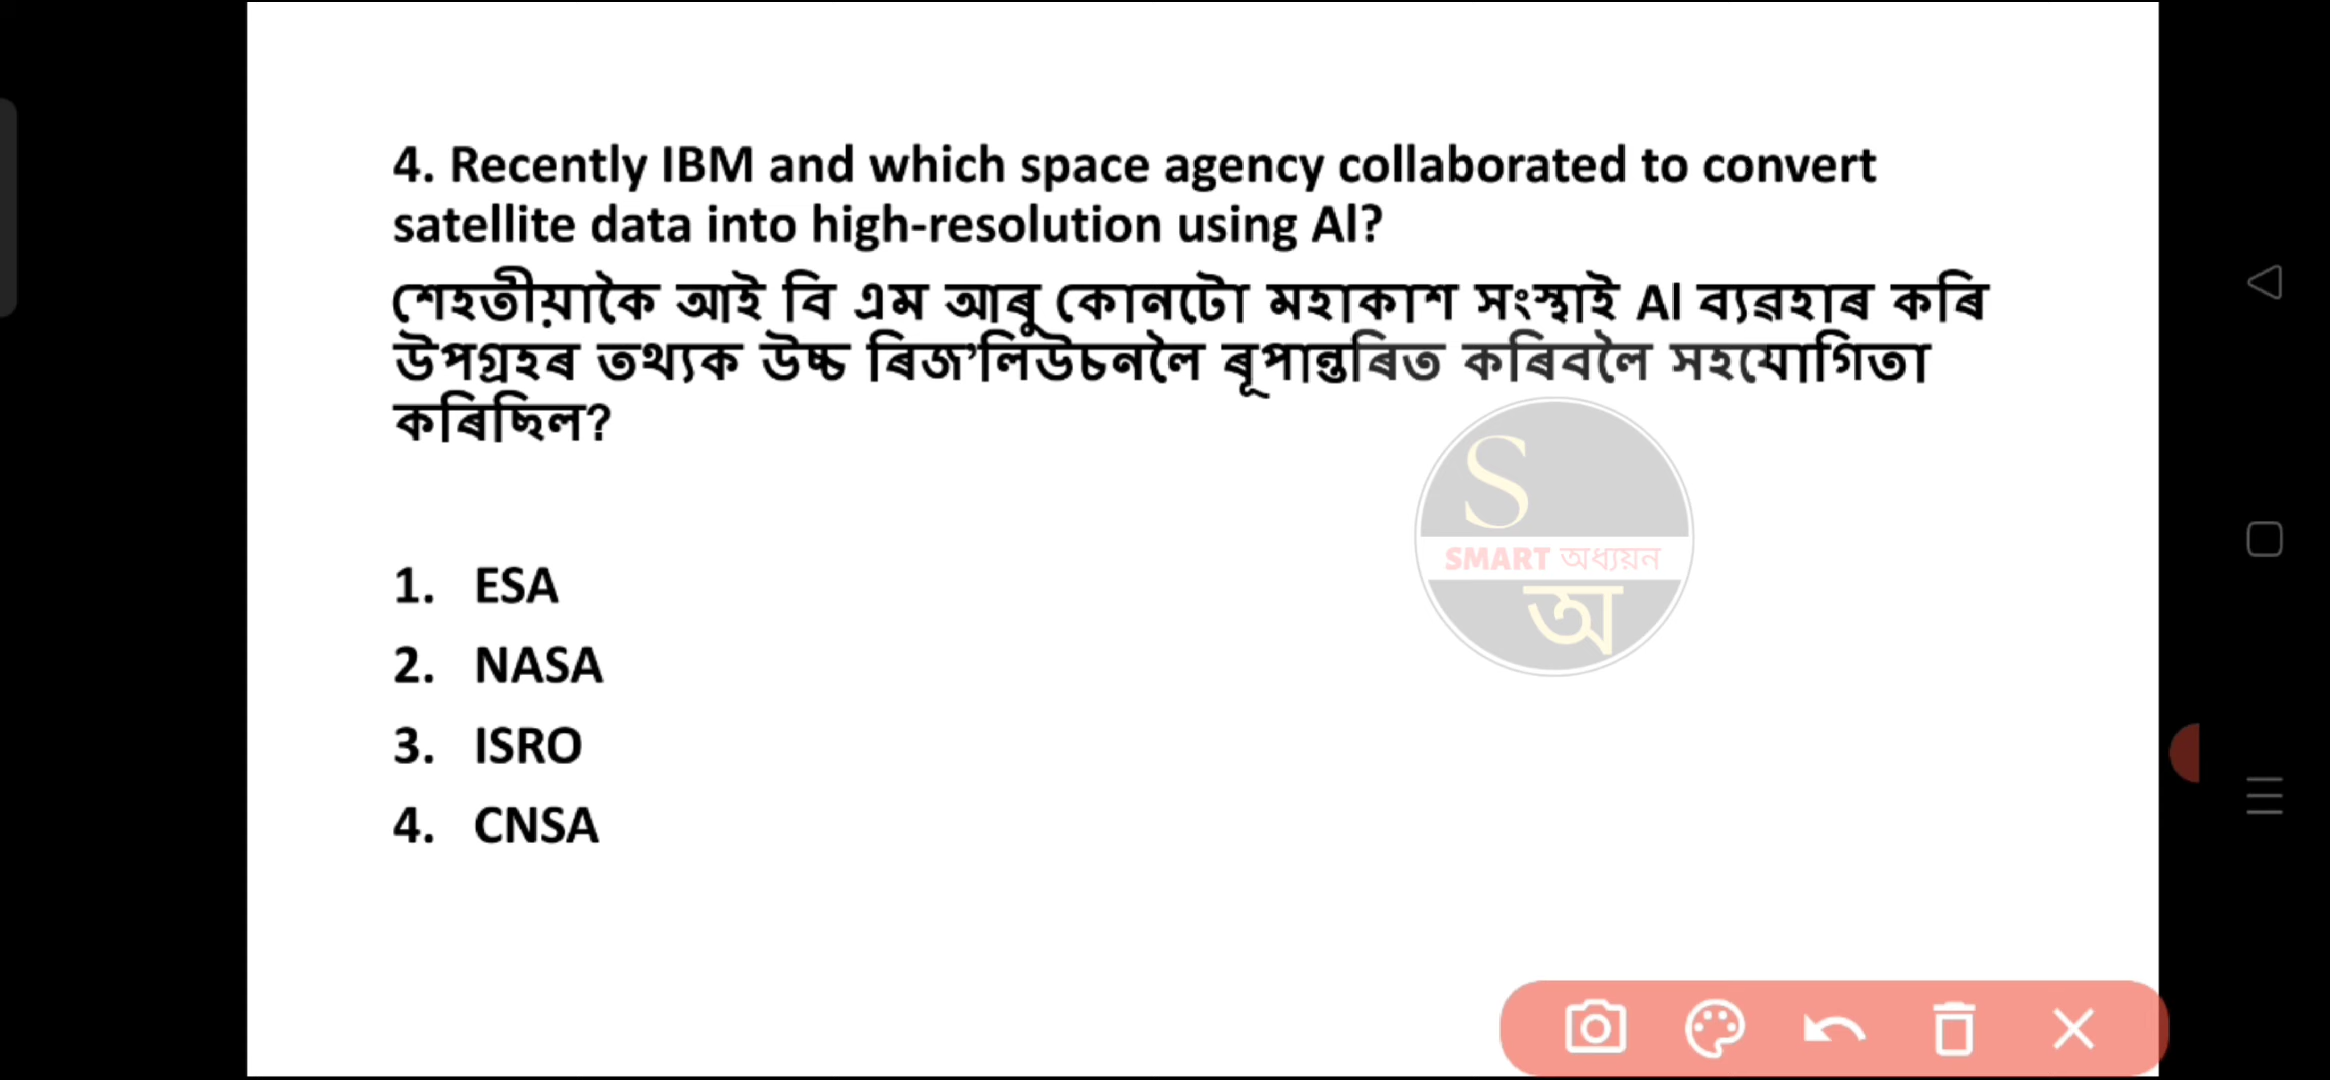 4. Recently IBM and which space agency collaborated to convert
satellite data into high-resolution using AI?
শেহতীয়াকৈ আই বি এম আৰু কোনটো মহাকাশ সংস্থাই AI ব্যৱহাৰ কৰি
উপগ্ৰহৰ তথ্যক উচ্চ ৰিজ’লিউচনলৈ ৰূপান্তৰিত কৰিবলৈ সহযোগিতা
কৰিছিল?
S
SMART অধ্যয়ন
অ
1. ESA
2. NASA
3. ISRO
4. CNSA